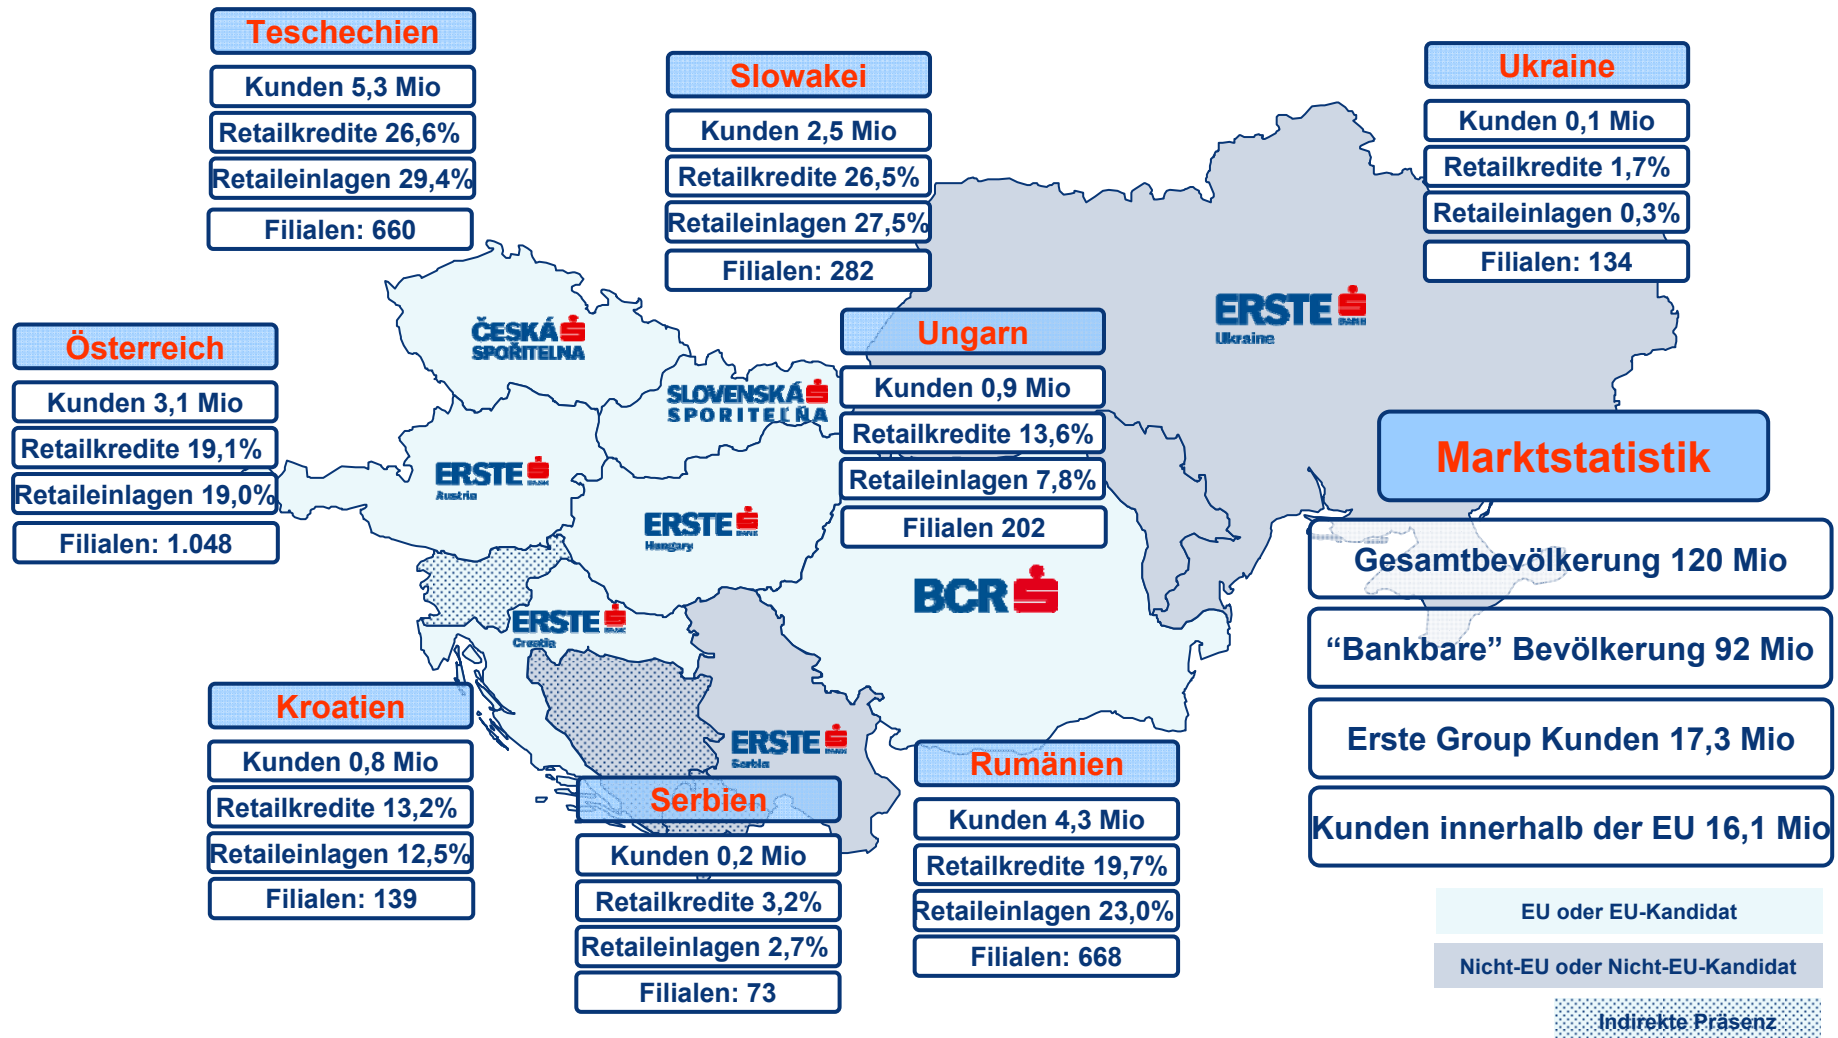 Teschechien
Kunden 5,3 Mio
Retailkredite 26,6%
Retaileinlagen 29,4%
Filialen: 660
Slowakei
Kunden 2,5 Mio
Retailkredite 26,5%
Retaileinlagen 27,5%
Filialen: 282
Ukraine
Kunden 0,1 Mio
Retailkredite 1,7%
Retaileinlagen 0,3%
Filialen: 134
ČESKÁ
SPOŘITELNA
ERSTE
BANK
Ukraine
Österreich
Kunden 3,1 Mio
Retailkredite 19,1%
Retaileinlagen 19,0%
Filialen: 1.048
SLOVENSKÁ
SPORITEĽŇA
Ungarn
Kunden 0,9 Mio
Retailkredite 13,6%
Retaileinlagen 7,8%
Filialen 202
ERSTE
BANK
Austria
ERSTE
BANK
Hungary
BCR
ERSTE
BANK
Croatia
ERSTE
BANK
Serbia
Marktstatistik
Gesamtbevölkerung 120 Mio
“Bankbare” Bevölkerung 92 Mio
Erste Group Kunden 17,3 Mio
Kunden innerhalb der EU 16,1 Mio
Kroatien
Kunden 0,8 Mio
Retailkredite 13,2%
Retaileinlagen 12,5%
Filialen: 139
Serbien
Kunden 0,2 Mio
Retailkredite 3,2%
Retaileinlagen 2,7%
Filialen: 73
Rumänien
Kunden 4,3 Mio
Retailkredite 19,7%
Retaileinlagen 23,0%
Filialen: 668
EU oder EU-Kandidat
Nicht-EU oder Nicht-EU-Kandidat
Indirekte Präsenz